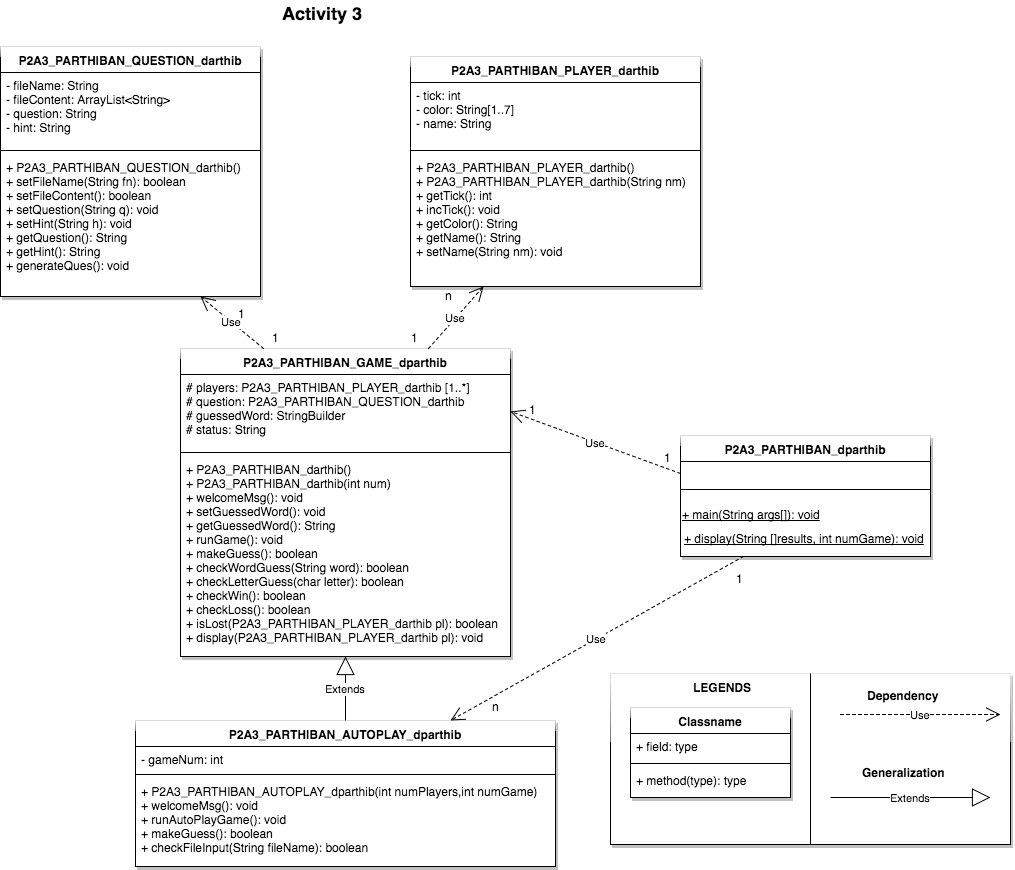 Activity 3
P2A3_PARTHIBAN_QUESTION_darthib
- fileName: String
- fileContent: ArrayList<String>
- question: String
- hint: String
+ P2A3_PARTHIBAN_QUESTION_darthib()
+ setFileName(String fn): boolean
+ setFileContent(): boolean
+ setQuestion(String q): void
+ setHint(String h): void
+ getQuestion(): String
+ getHint(): String
+ generateQues(): void
P2A3_PARTHIBAN_PLAYER_darthib
- tick: int
- color: String[1..7]
- name: String
+ P2A3_PARTHIBAN_PLAYER_darthib()
+ P2A3_PARTHIBAN_PLAYER_darthib(String nm)
+ getTick(): int
+ incTick(): void
+ getColor(): String
+ getName(): String
+ setName(String nm): void
1
Use
1
n
Use
1
P2A3_PARTHIBAN_GAME_dparthib
# players: P2A3_PARTHIBAN_PLAYER_darthib [1..*]
# question: P2A3_PARTHIBAN_QUESTION_darthib
# guessedWord: StringBuilder
# status: String
+ P2A3_PARTHIBAN_darthib()
+ P2A3_PARTHIBAN_darthib(int num)
+ welcomeMsg(): void
+ setGuessedWord(): void
+ getGuessedWord(): String
+ runGame(): void
+ makeGuess(): boolean
+ checkWordGuess(String word): boolean
+ checkLetterGuess(char letter): boolean
+ checkWin(): boolean
+ checkLoss(): boolean
+ isLost(P2A3_PARTHIBAN_PLAYER_darthib pl): boolean
+ display(P2A3_PARTHIBAN_PLAYER_darthib pl): void
1
Use
1
P2A3_PARTHIBAN_dparthib
+ main(String args[]): void
+ display(String []results, int numGame): void
1
Use
n
Extends
P2A3_PARTHIBAN_AUTOPLAY_dparthib
- gameNum: int
+ P2A3_PARTHIBAN_AUTOPLAY_dparthib(int numPlayers,int numGame)
+ welcomeMsg(): void
+ runAutoPlayGame(): void
+ makeGuess(): boolean
+ checkFileInput(String fileName): boolean
LEGENDS
Classname
+ field: type
+ method(type): type
Dependency
Use
Generalization
Extends